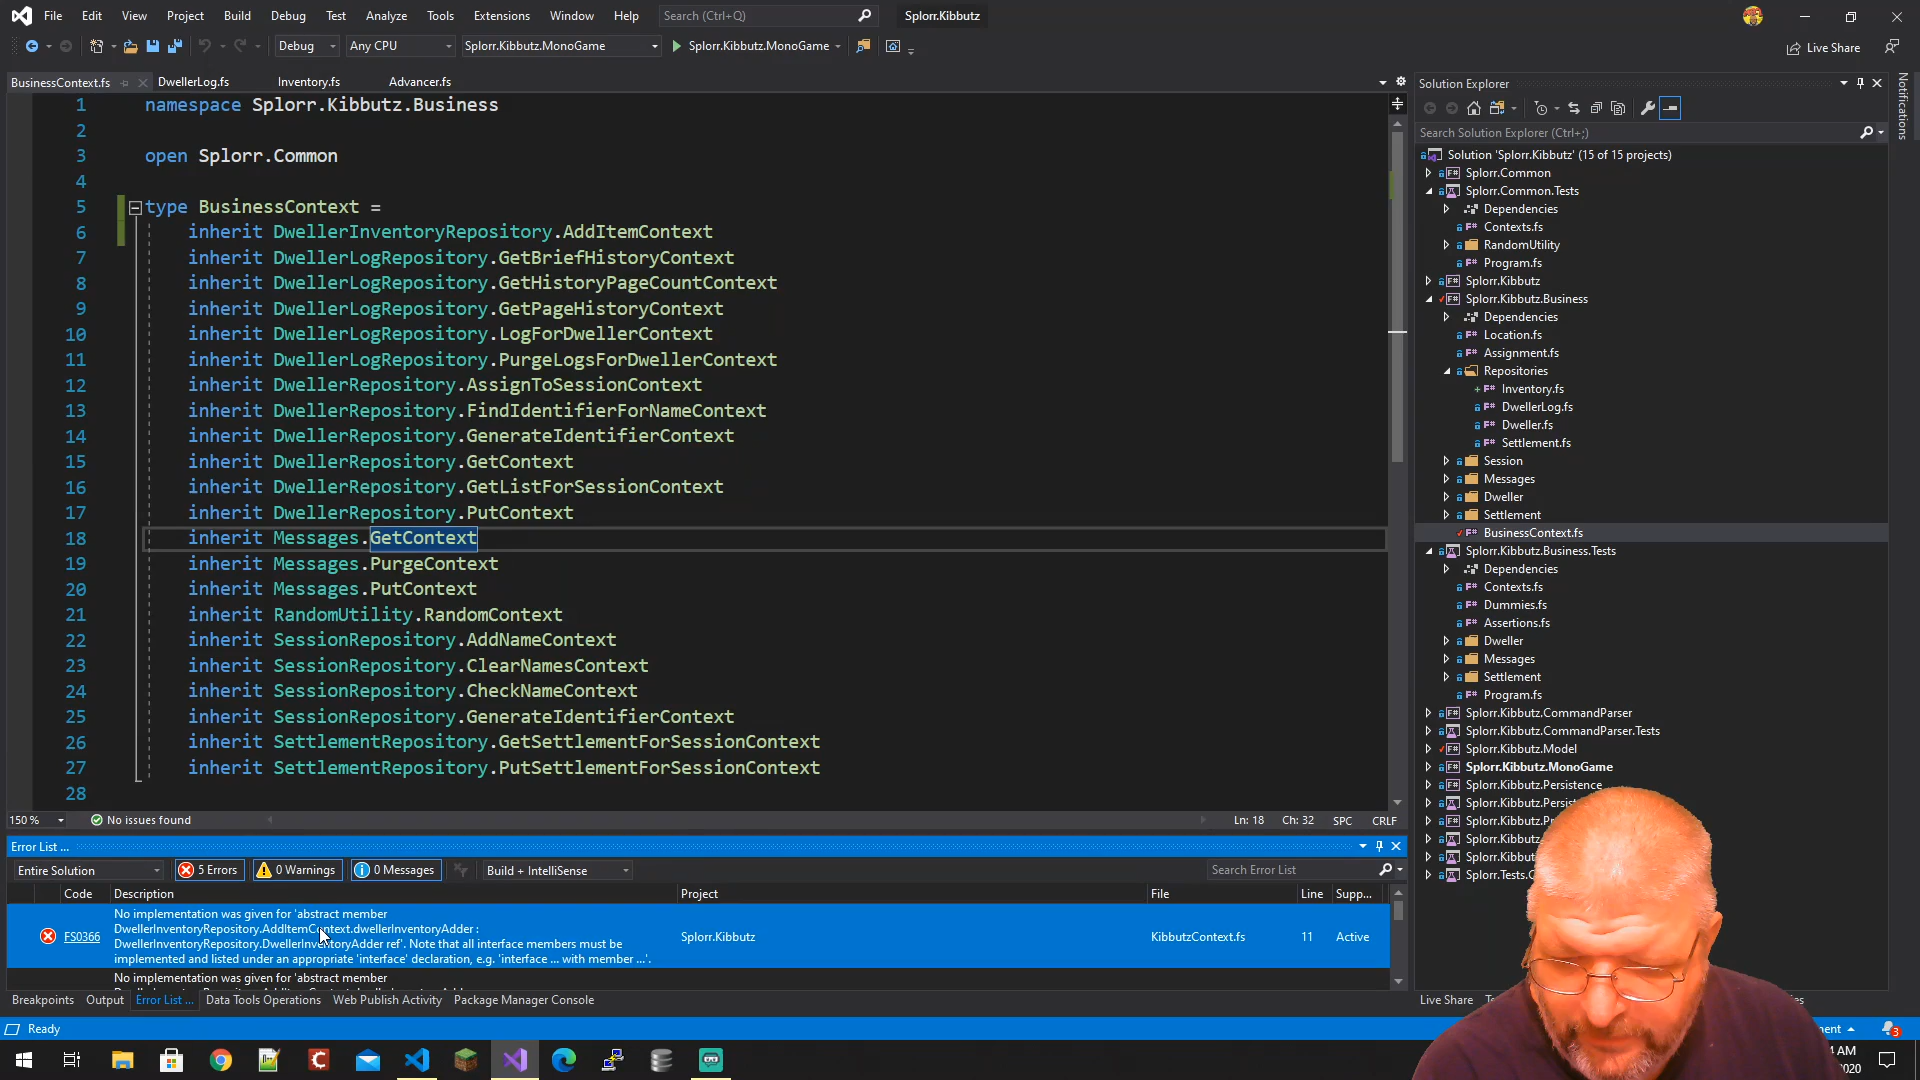 File Edit View Project Build Debug Test Analyze Tools Extensions Window Help Search (Ctrl+Q) Splorr.Kibbutz
Debug Any CPU Splorr.Kibbutz.MonoGame Splorr.Kibbutz.MonoGame Live Share
BusinessContext.fs DwellerLog.fs Inventory.fs Advancer.fs
1 namespace Splorr.Kibbutz.Business
2
3 open Splorr.Common
4
5 type BusinessContext =
6 inherit DwellerInventoryRepository.AddItemContext
7 inherit DwellerLogRepository.GetBriefHistoryContext
8 inherit DwellerLogRepository.GetHistoryPageCountContext
9 inherit DwellerLogRepository.GetPageHistoryContext
10 inherit DwellerLogRepository.LogForDwellerContext
11 inherit DwellerLogRepository.PurgeLogsForDwellerContext
12 inherit DwellerRepository.AssignToSessionContext
13 inherit DwellerRepository.FindIdentifierForNameContext
14 inherit DwellerRepository.GenerateIdentifierContext
15 inherit DwellerRepository.GetContext
16 inherit DwellerRepository.GetListForSessionContext
17 inherit DwellerRepository.PutContext
18 inherit Messages.GetContext
19 inherit Messages.PurgeContext
20 inherit Messages.PutContext
21 inherit RandomUtility.RandomContext
22 inherit SessionRepository.AddNameContext
23 inherit SessionRepository.ClearNamesContext
24 inherit SessionRepository.CheckNameContext
25 inherit SessionRepository.GenerateIdentifierContext
26 inherit SettlementRepository.GetSettlementForSessionContext
27 inherit SettlementRepository.PutSettlementForSessionContext
28
150 % No issues found Ln: 18 Ch: 32 SPC CRLF
Error List ...
Entire Solution 5 Errors 0 Warnings 0 Messages Build + IntelliSense Search Error List
Code Description Project File Line Supp...
No implementation was given for 'abstract member
DwellerInventoryRepository.AddItemContext.dwellerInventoryAdder :
FS0366 DwellerInventoryRepository.DwellerInventoryAdder ref'. Note that all interface members must be Splorr.Kibbutz KibbutzContext.fs 11 Active
implemented and listed under an appropriate 'interface' declaration, e.g. 'interface ... with member ...'.
No implementation was given for 'abstract member
Breakpoints Output Error List ... Data Tools Operations Web Publish Activity Package Manager Console
Ready
Solution Explorer
Search Solution Explorer (Ctrl+;)
Solution 'Splorr.Kibbutz' (15 of 15 projects)
F# Splorr.Common
Splorr.Common.Tests
Dependencies
F# Contexts.fs
RandomUtility
F# Program.fs
F# Splorr.Kibbutz
F# Splorr.Kibbutz.Business
Dependencies
F# Location.fs
F# Assignment.fs
Repositories
F# Inventory.fs
F# DwellerLog.fs
F# Dweller.fs
F# Settlement.fs
Session
Messages
Dweller
Settlement
F# BusinessContext.fs
Splorr.Kibbutz.Business.Tests
Dependencies
F# Contexts.fs
F# Dummies.fs
F# Assertions.fs
Dweller
Messages
Settlement
F# Program.fs
F# Splorr.Kibbutz.CommandParser
Splorr.Kibbutz.CommandParser.Tests
F# Splorr.Kibbutz.Model
F# Splorr.Kibbutz.MonoGame
F# Splorr.Kibbutz.Persistence
Live Share
Notifications
3